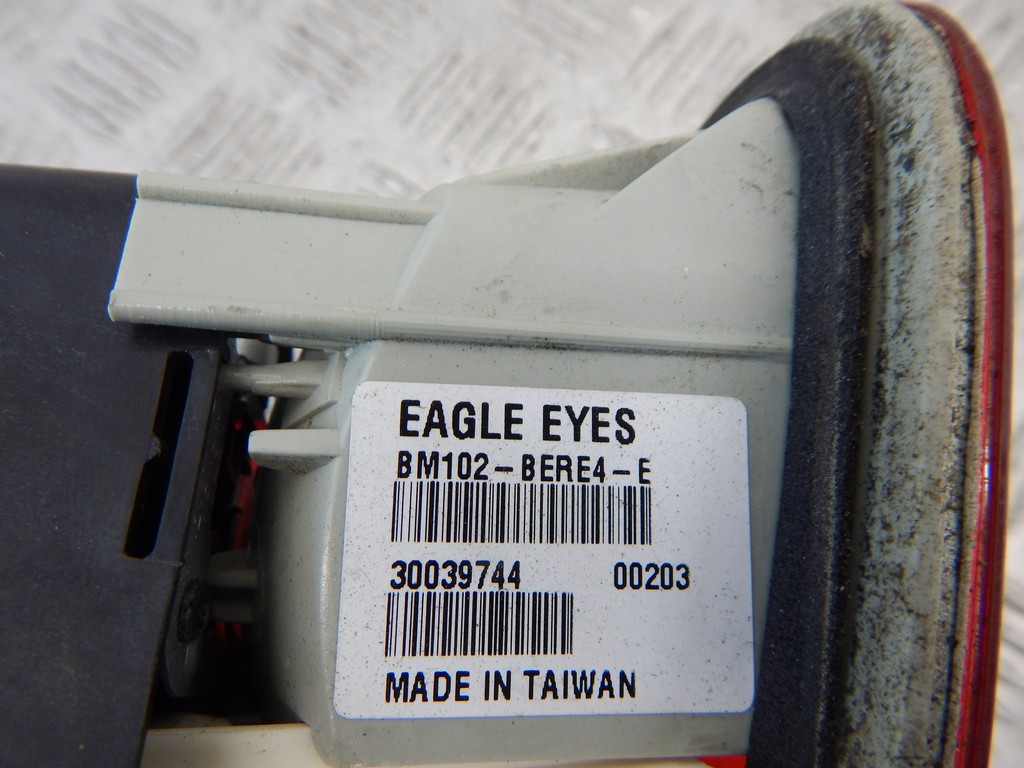 EAGLE EYES
BM102-BERE4-E
30039744 00203
MADE IN TAIWAN